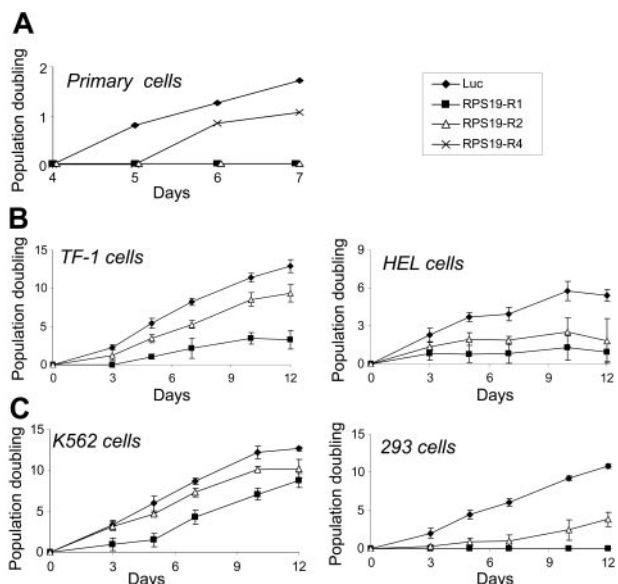 A
Population doubling
2
1
0
Primary cells
4
5
6
7
Days
Luc
RPS19-R1
RPS19-R2
RPS19-R4
B
Population doubling
15
10
5
0
TF-1 cells
0
3
6
9
12
Days
Population doubling
9
6
3
0
HEL cells
0
3
6
9
12
Days
C
Population doubling
15
10
5
0
K562 cells
0
3
6
9
12
Days
Population doubling
15
10
5
0
293 cells
0
3
6
9
12
Days